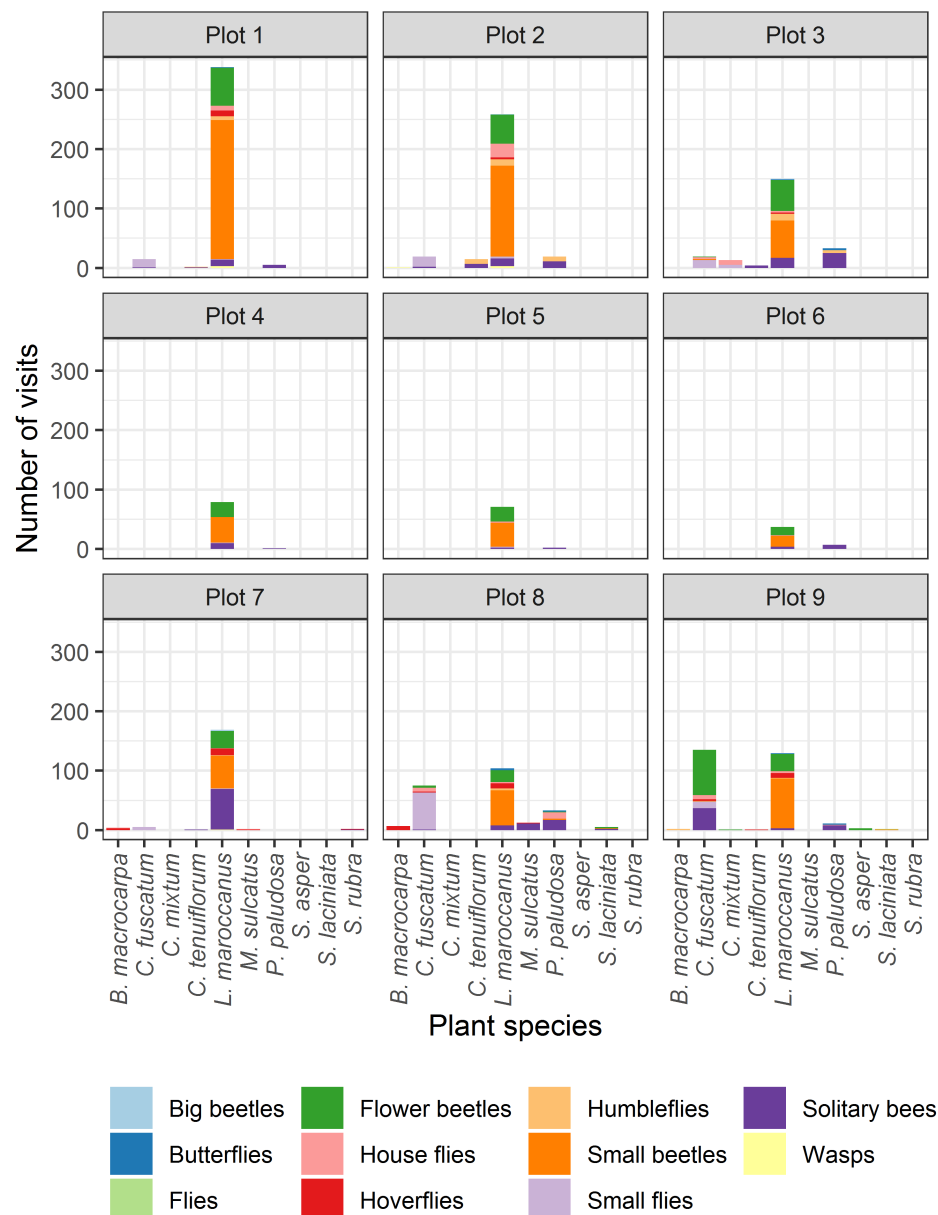 Plot 1 Plot 2 Plot 3
300
200
100
0
Plot 4 Plot 5 Plot 6
300
200
100
0
Plot 7 Plot 8 Plot 9
300
200
100
0
Number of visits
B. macrocarpa C. fuscatum C. mixtum C. tenuiflorum L. maroccanus M. sulcatus P. paludosa S. asper S. laciniata S. rubra
B. macrocarpa C. fuscatum C. mixtum C. tenuiflorum L. maroccanus M. sulcatus P. paludosa S. asper S. laciniata S. rubra
B. macrocarpa C. fuscatum C. mixtum C. tenuiflorum L. maroccanus M. sulcatus P. paludosa S. asper S. laciniata S. rubra
Plant species
Big beetles Flower beetles Humbleflies Solitary bees
Butterflies House flies Small beetles Wasps
Flies Hoverflies Small flies